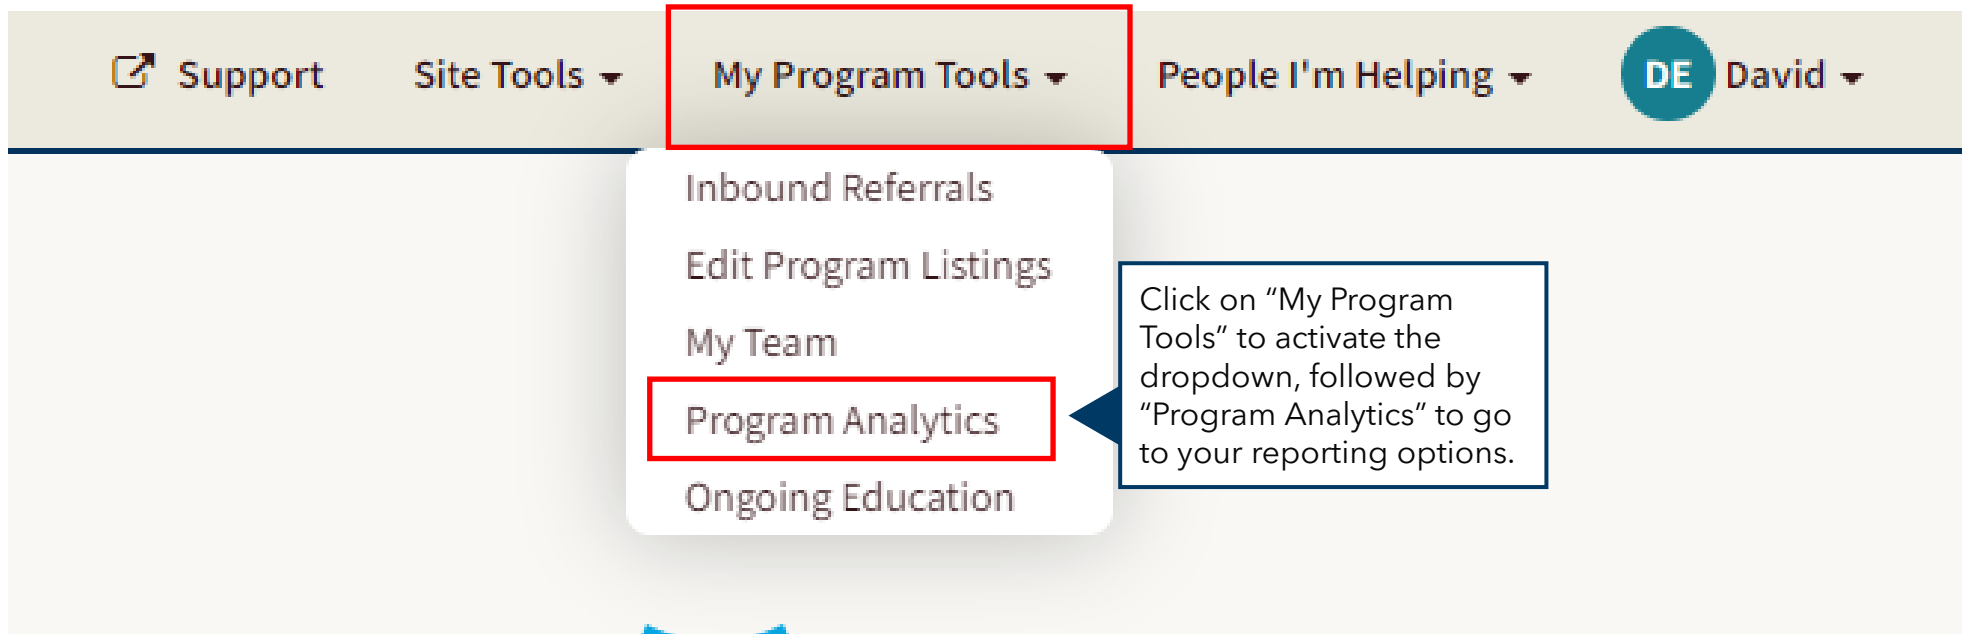 Support Site Tools My Program Tools People I'm Helping DE David
Inbound Referrals
Edit Program Listings
My Team
Program Analytics
Ongoing Education
Click on “My Program
Tools” to activate the
dropdown, followed by
“Program Analytics” to go
to your reporting options.